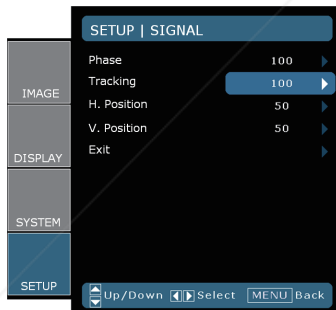 SETUP | SIGNAL
Phase 100
Tracking 100
H. Position 50
V. Position 50
Exit
IMAGE
DISPLAY
SYSTEM
SETUP
Up/Down Select MENU Back